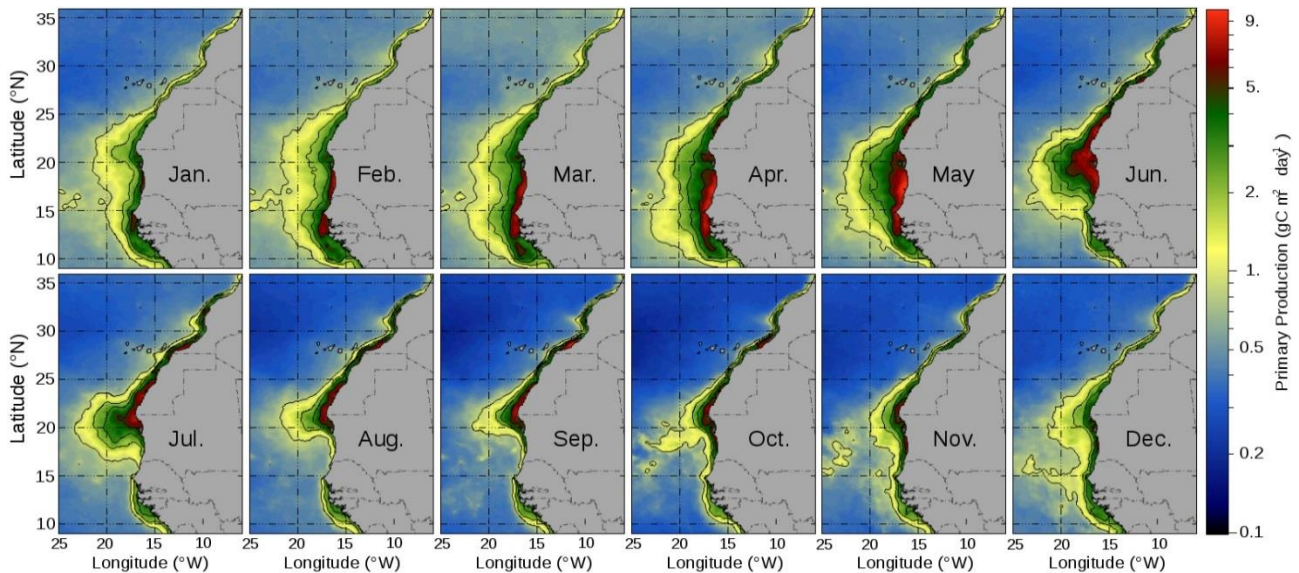 35
30
25
20
15
10
Latitude (°N)
Jan.
Feb.
Mar.
Apr.
May
Jun.
35
30
25
20
15
10
Latitude (°N)
Jul.
Aug.
Sep.
Oct.
Nov.
Dec.
25 20 15 10
25 20 15 10
25 20 15 10
25 20 15 10
25 20 15 10
25 20 15 10
Longitude (°W)
Longitude (°W)
Longitude (°W)
Longitude (°W)
Longitude (°W)
Longitude (°W)
9.
5.
2.
1.
0.5
0.2
0.1
Primary Production (gC m² day¹)